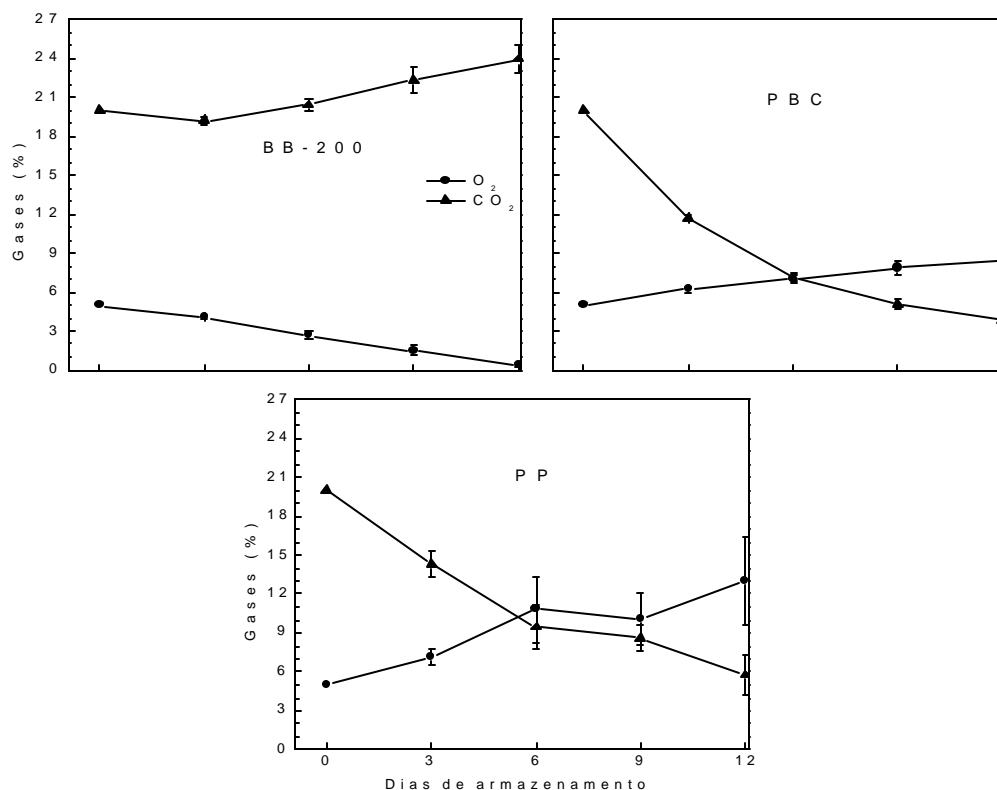 27
24
21
18
15
12
9
6
3
0
Gases (%)
BB-200
O₂
CO₂
PBC
27
24
21
18
15
12
9
6
3
0
Gases (%)
PP
0 3 6 9 12
Dias de armazenamento